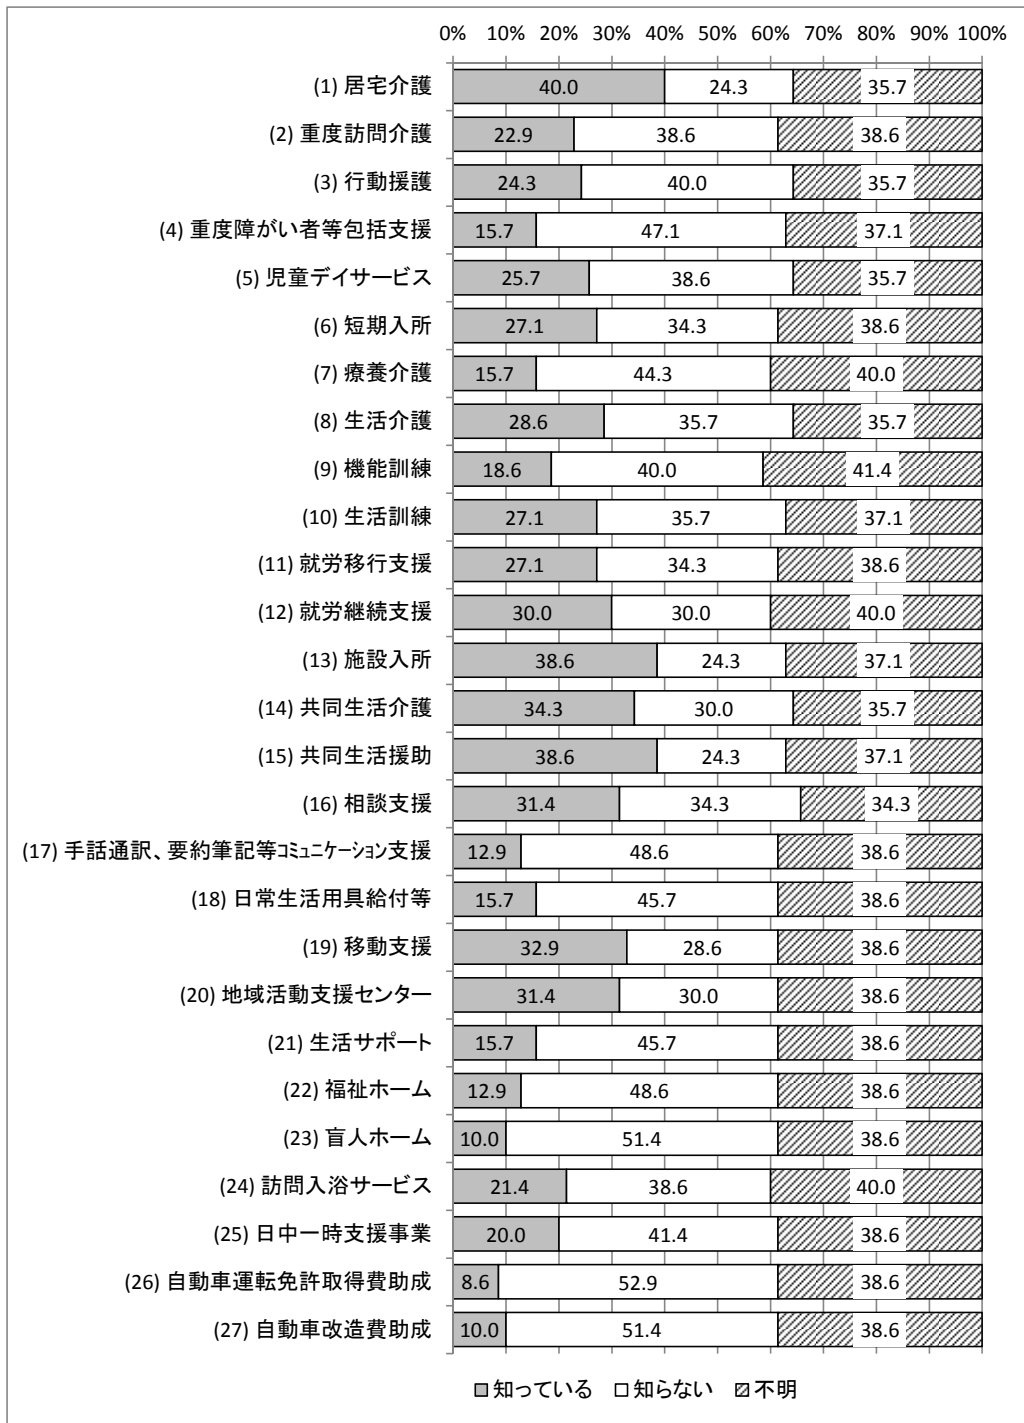 0% 10% 20% 30% 40% 50% 60% 70% 80% 90% 100%
(1) 居宅介護 40.0 24.3 35.7
(2) 重度訪問介護 22.9 38.6 38.6
(3) 行動援護 24.3 40.0 35.7
(4) 重度障がい者等包括支援 15.7 47.1 37.1
(5) 児童デイサービス 25.7 38.6 35.7
(6) 短期入所 27.1 34.3 38.6
(7) 療養介護 15.7 44.3 40.0
(8) 生活介護 28.6 35.7 35.7
(9) 機能訓練 18.6 40.0 41.4
(10) 生活訓練 27.1 35.7 37.1
(11) 就労移行支援 27.1 34.3 38.6
(12) 就労継続支援 30.0 30.0 40.0
(13) 施設入所 38.6 24.3 37.1
(14) 共同生活介護 34.3 30.0 35.7
(15) 共同生活援助 38.6 24.3 37.1
(16) 相談支援 31.4 34.3 34.3
(17) 手話通訳、要約筆記等ｺﾐｭﾆｹｰｼｮﾝ支援 12.9 48.6 38.6
(18) 日常生活用具給付等 15.7 45.7 38.6
(19) 移動支援 32.9 28.6 38.6
(20) 地域活動支援センター 31.4 30.0 38.6
(21) 生活サポート 15.7 45.7 38.6
(22) 福祉ホーム 12.9 48.6 38.6
(23) 盲人ホーム 10.0 51.4 38.6
(24) 訪問入浴サービス 21.4 38.6 40.0
(25) 日中一時支援事業 20.0 41.4 38.6
(26) 自動車運転免許取得費助成 8.6 52.9 38.6
(27) 自動車改造費助成 10.0 51.4 38.6
知っている 知らない 不明